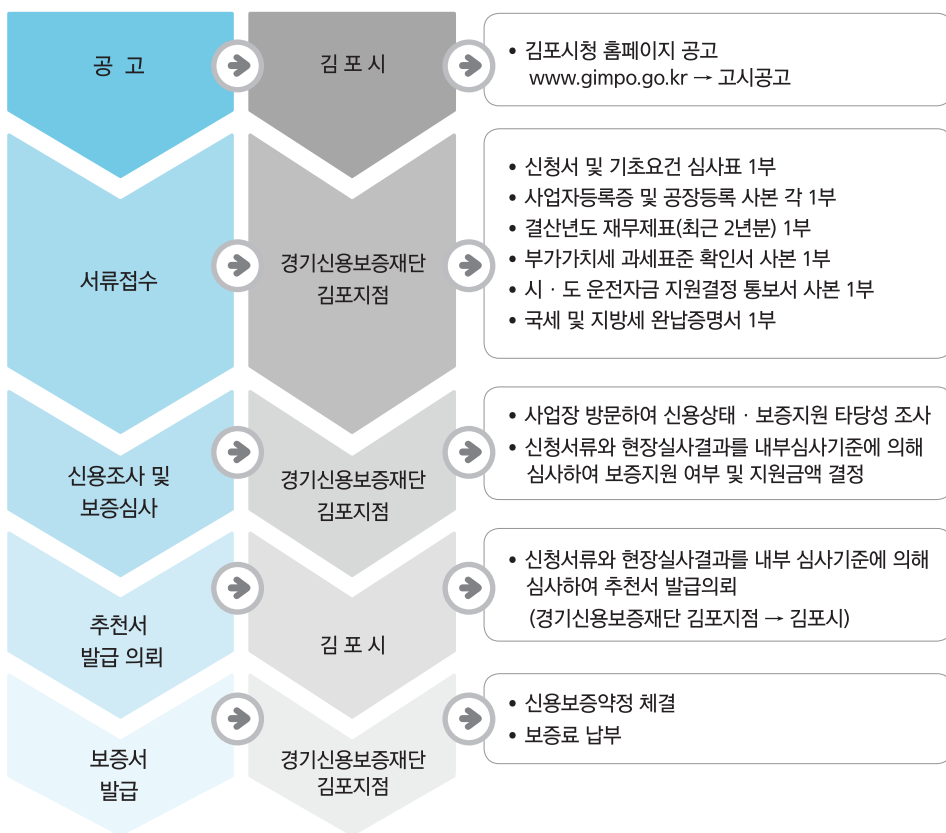 공 고
김 포 시
• 김포시청 홈페이지 공고
www.gimpo.go.kr → 고시공고
서류접수
경기신용보증재단
김포지점
• 신청서 및 기초요건 심사표 1부
• 사업자등록증 및 공장등록 사본 각 1부
• 결산년도 재무제표(최근 2년분) 1부
• 부가가치세 과세표준 확인서 사본 1부
• 시 · 도 운전자금 지원결정 통보서 사본 1부
• 국세 및 지방세 완납증명서 1부
신용조사 및
보증심사
경기신용보증재단
김포지점
• 사업장 방문하여 신용상태 · 보증지원 타당성 조사
• 신청서류와 현장실사결과를 내부심사기준에 의해
심사하여 보증지원 여부 및 지원금액 결정
추천서
발급 의뢰
김 포 시
• 신청서류와 현장실사결과를 내부 심사기준에 의해
심사하여 추천서 발급의뢰
(경기신용보증재단 김포지점 → 김포시)
보증서
발급
경기신용보증재단
김포지점
• 신용보증약정 체결
• 보증료 납부